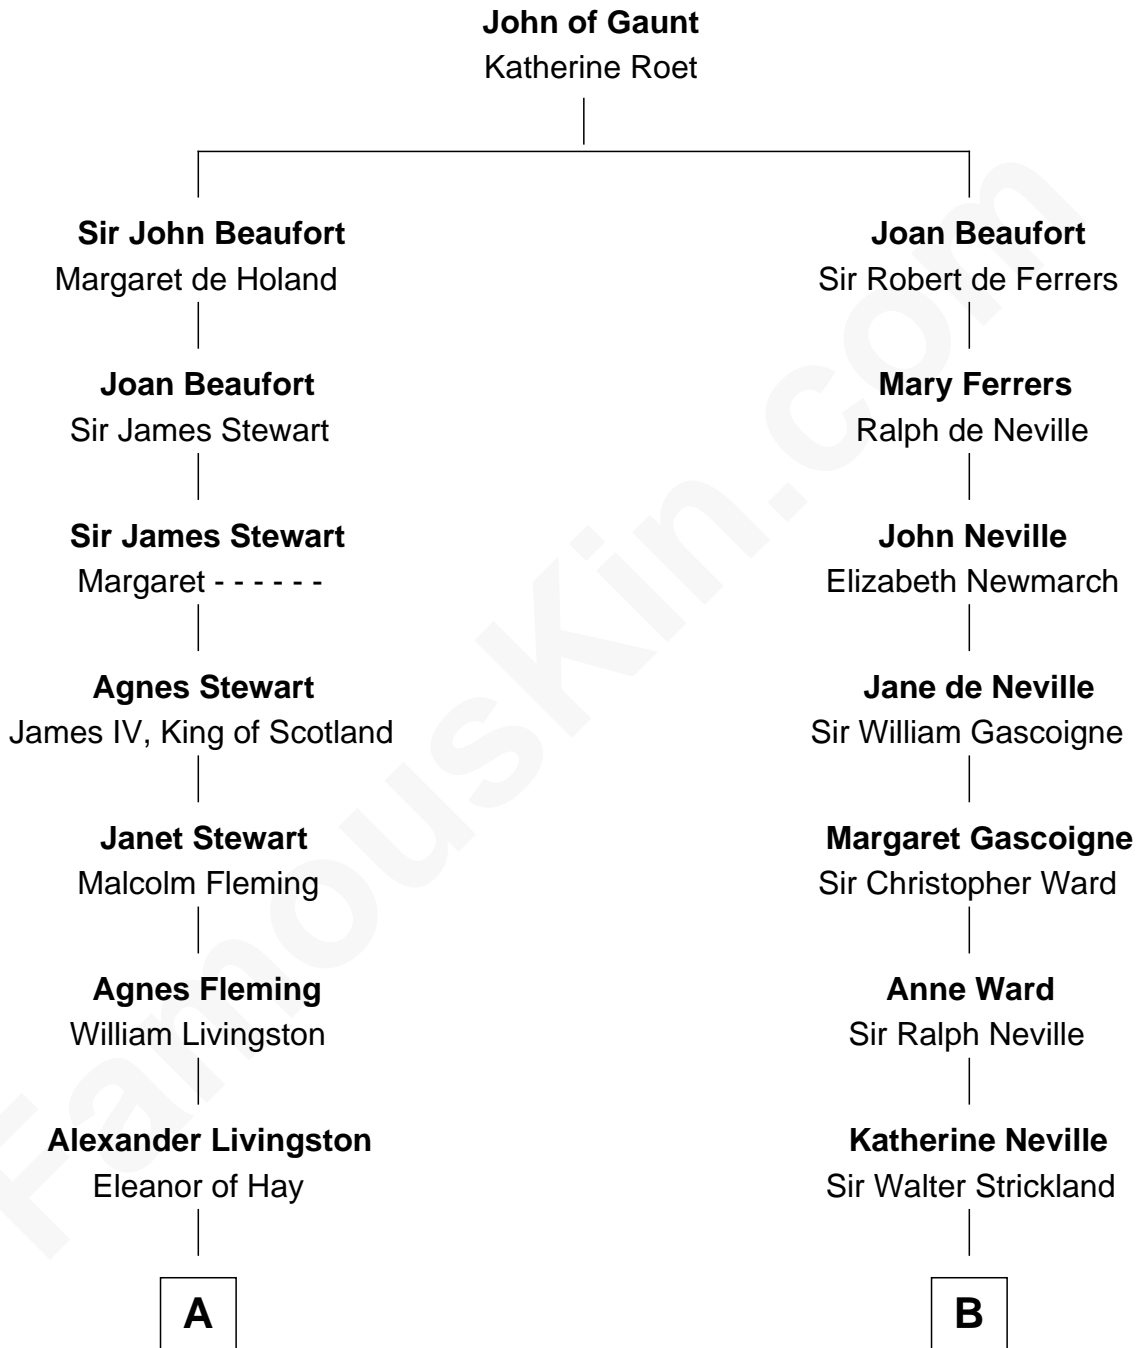 John of Gaunt
Katherine Roet
Sir John Beaufort
Margaret de Holand
Joan Beaufort
Sir James Stewart
Sir James Stewart
Margaret - - - - - -
Agnes Stewart
James IV, King of Scotland
Janet Stewart
Malcolm Fleming
Agnes Fleming
William Livingston
Alexander Livingston
Eleanor of Hay
A
Joan Beaufort
Sir Robert de Ferrers
Mary Ferrers
Ralph de Neville
John Neville
Elizabeth Newmarch
Jane de Neville
Sir William Gascoigne
Margaret Gascoigne
Sir Christopher Ward
Anne Ward
Sir Ralph Neville
Katherine Neville
Sir Walter Strickland
B
FamousKin.com